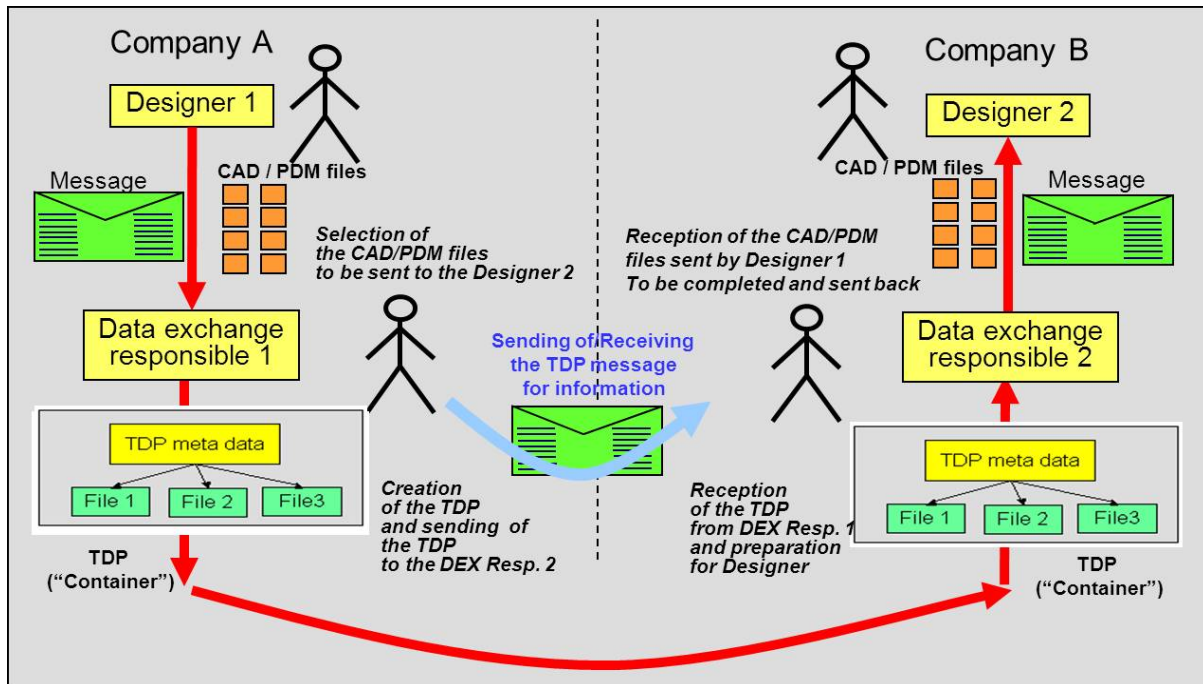 Company A
Designer 1
Message
CAD / PDM files
Selection of
the CAD/PDM files
to be sent to the Designer 2
Data exchange
responsible 1
TDP meta data
File 1
File 2
File3
TDP
(“Container”)
Creation
of the TDP
and sending of
the TDP
to the DEX Resp. 2
Sending of/Receiving
the TDP message
for information
Company B
Designer 2
CAD / PDM files
Message
Reception of the CAD/PDM
files sent by Designer 1
To be completed and sent back
Data exchange
responsible 2
TDP meta data
File 1
File 2
File3
Reception
of the TDP
from DEX Resp. 1
and preparation
for Designer
TDP
(“Container”)